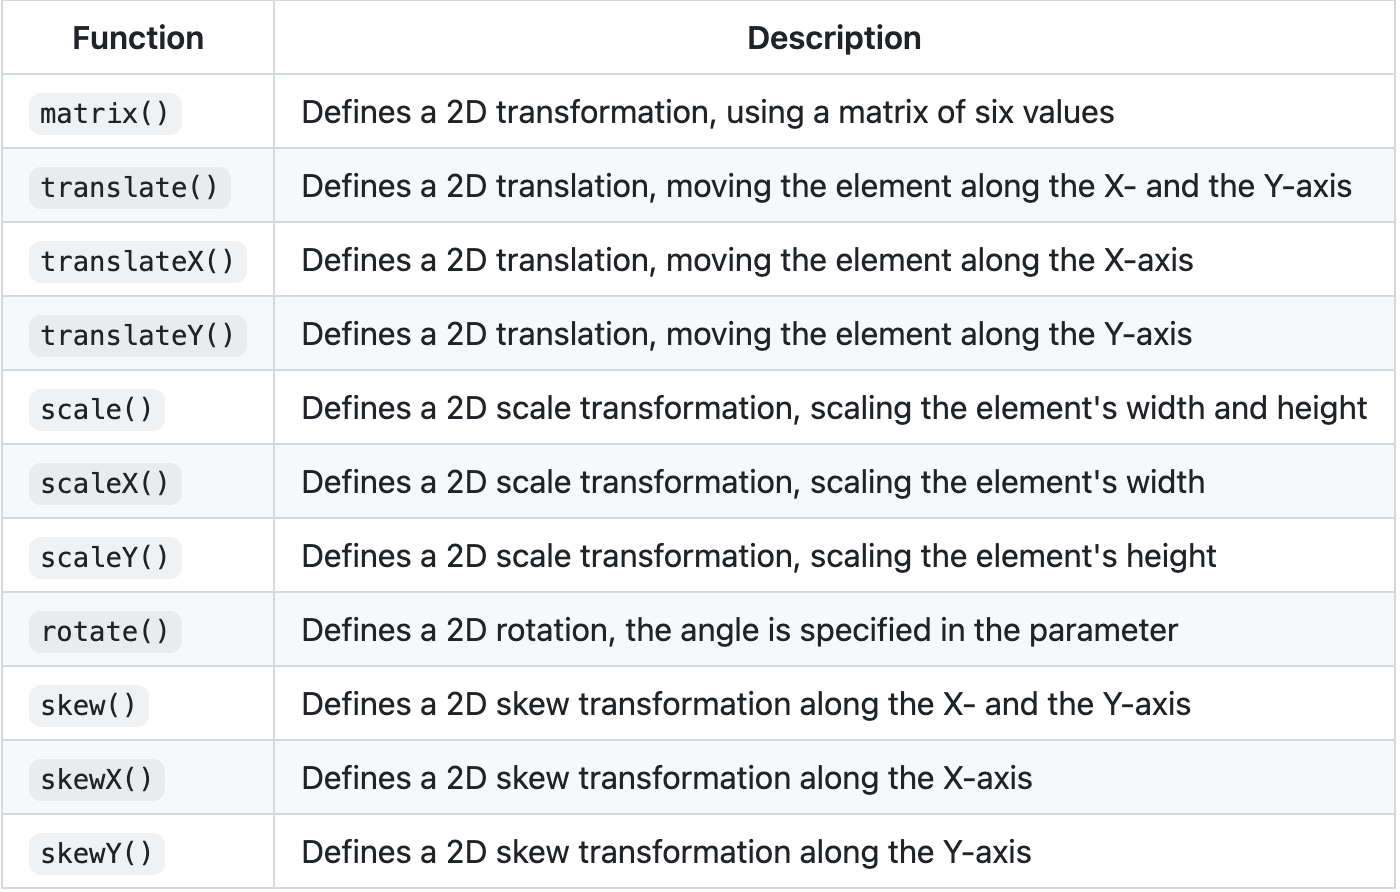 Function Description
matrix() Defines a 2D transformation, using a matrix of six values
translate() Defines a 2D translation, moving the element along the X- and the Y-axis
translateX() Defines a 2D translation, moving the element along the X-axis
translateY() Defines a 2D translation, moving the element along the Y-axis
scale() Defines a 2D scale transformation, scaling the element's width and height
scaleX() Defines a 2D scale transformation, scaling the element's width
scaleY() Defines a 2D scale transformation, scaling the element's height
rotate() Defines a 2D rotation, the angle is specified in the parameter
skew() Defines a 2D skew transformation along the X- and the Y-axis
skewX() Defines a 2D skew transformation along the X-axis
skewY() Defines a 2D skew transformation along the Y-axis